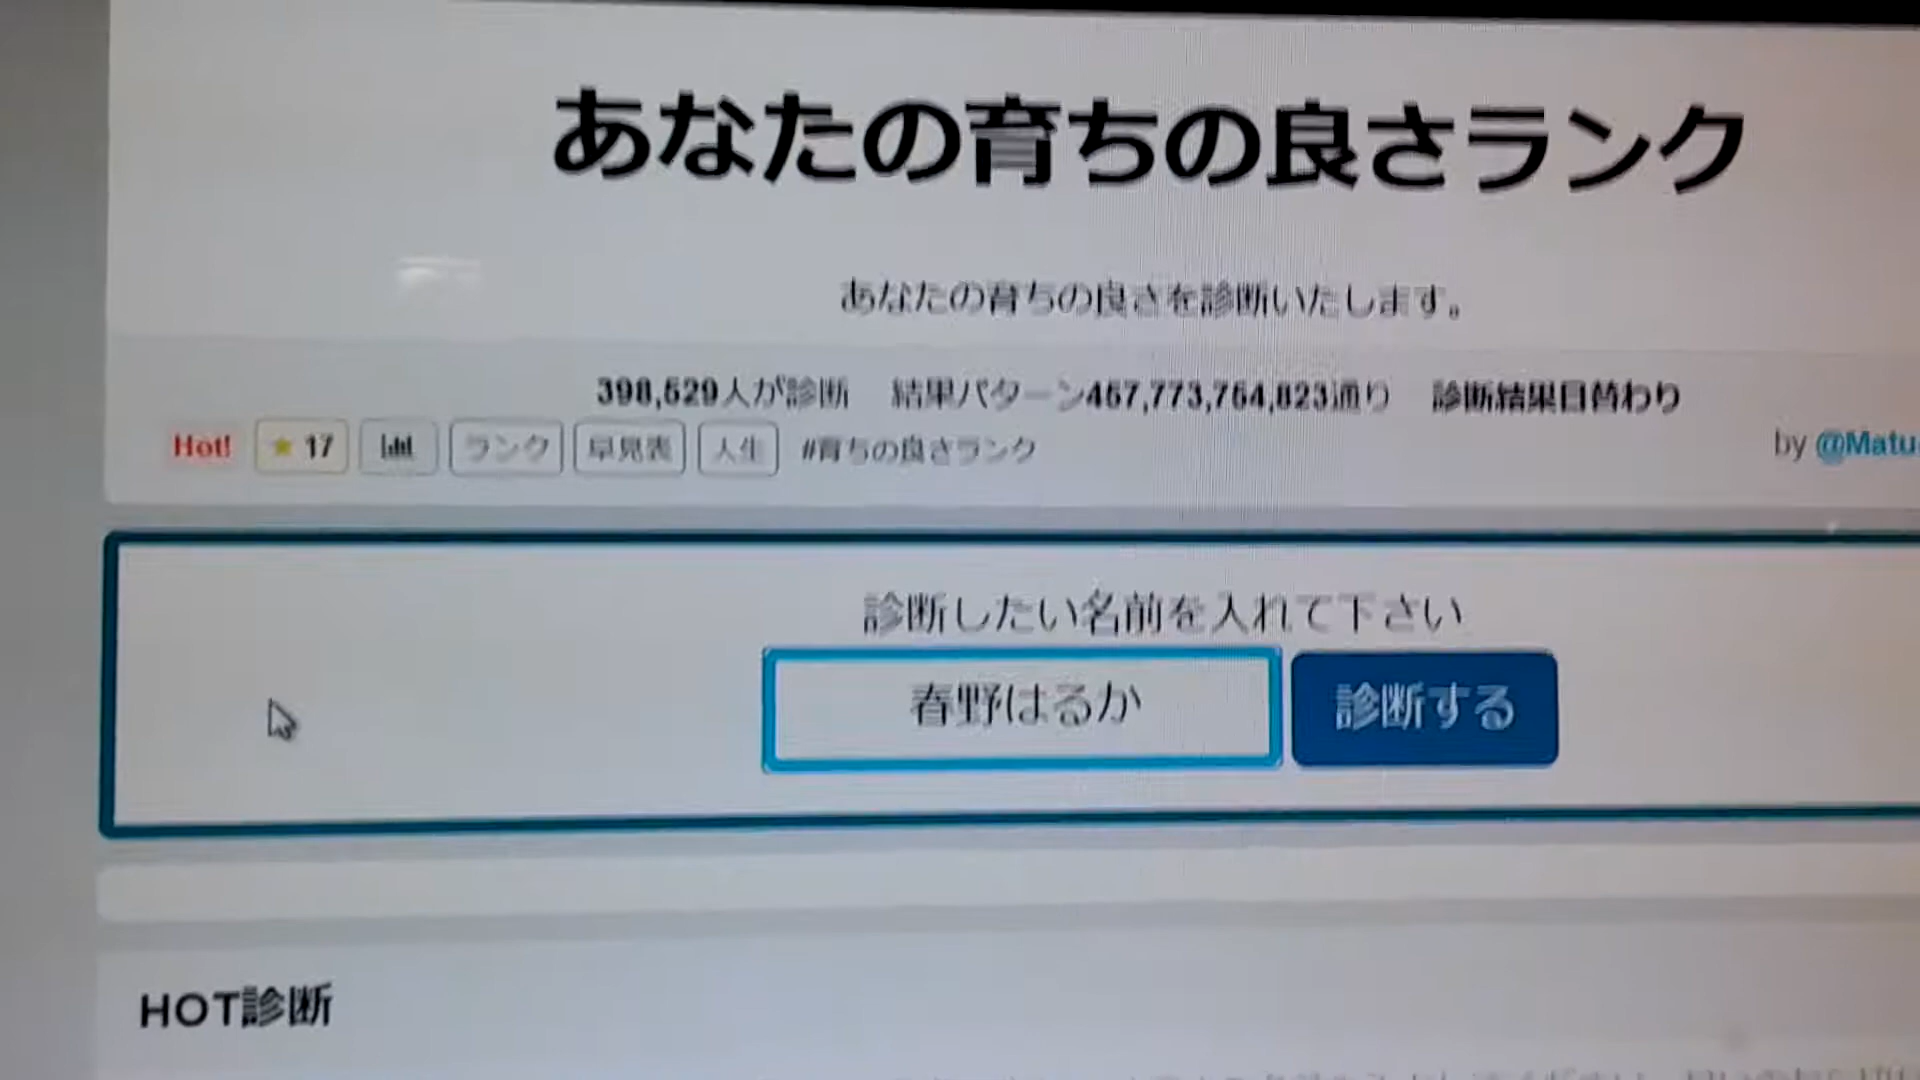 あなたの育ちの良さランク
あなたの育ちの良さを診断いたします。
398,529人が診断 結果パターン467,773,764,823通り 診断結果日替わり
Hot! ★ 17 ランク 早見表 人生 #育ちの良さランク
by @Matu
診断したい名前を入れて下さい
春野はるか 診断する
HOT診断